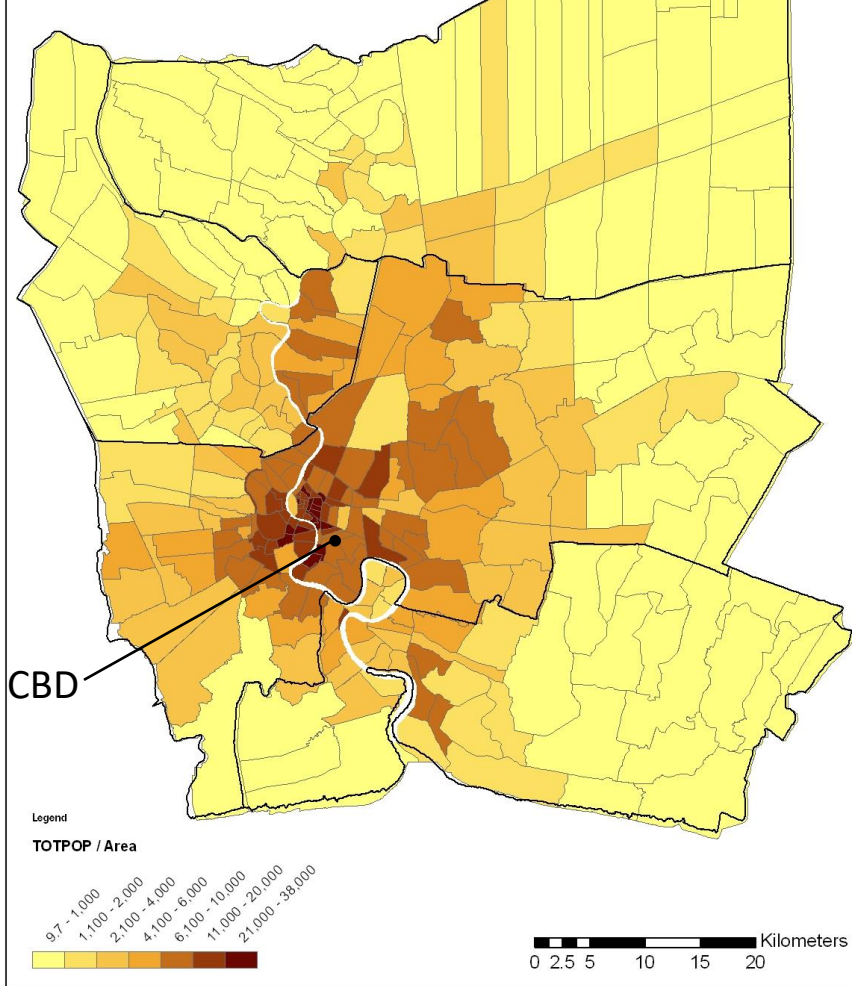 CBD
Legend
TOTPOP / Area
9.7 - 1,000
1,100 - 2,000
2,100 - 4,000
4,100 - 6,000
6,100 - 10,000
11,000 - 20,000
21,000 - 38,000
Kilometers
0 2.5 5 10 15 20